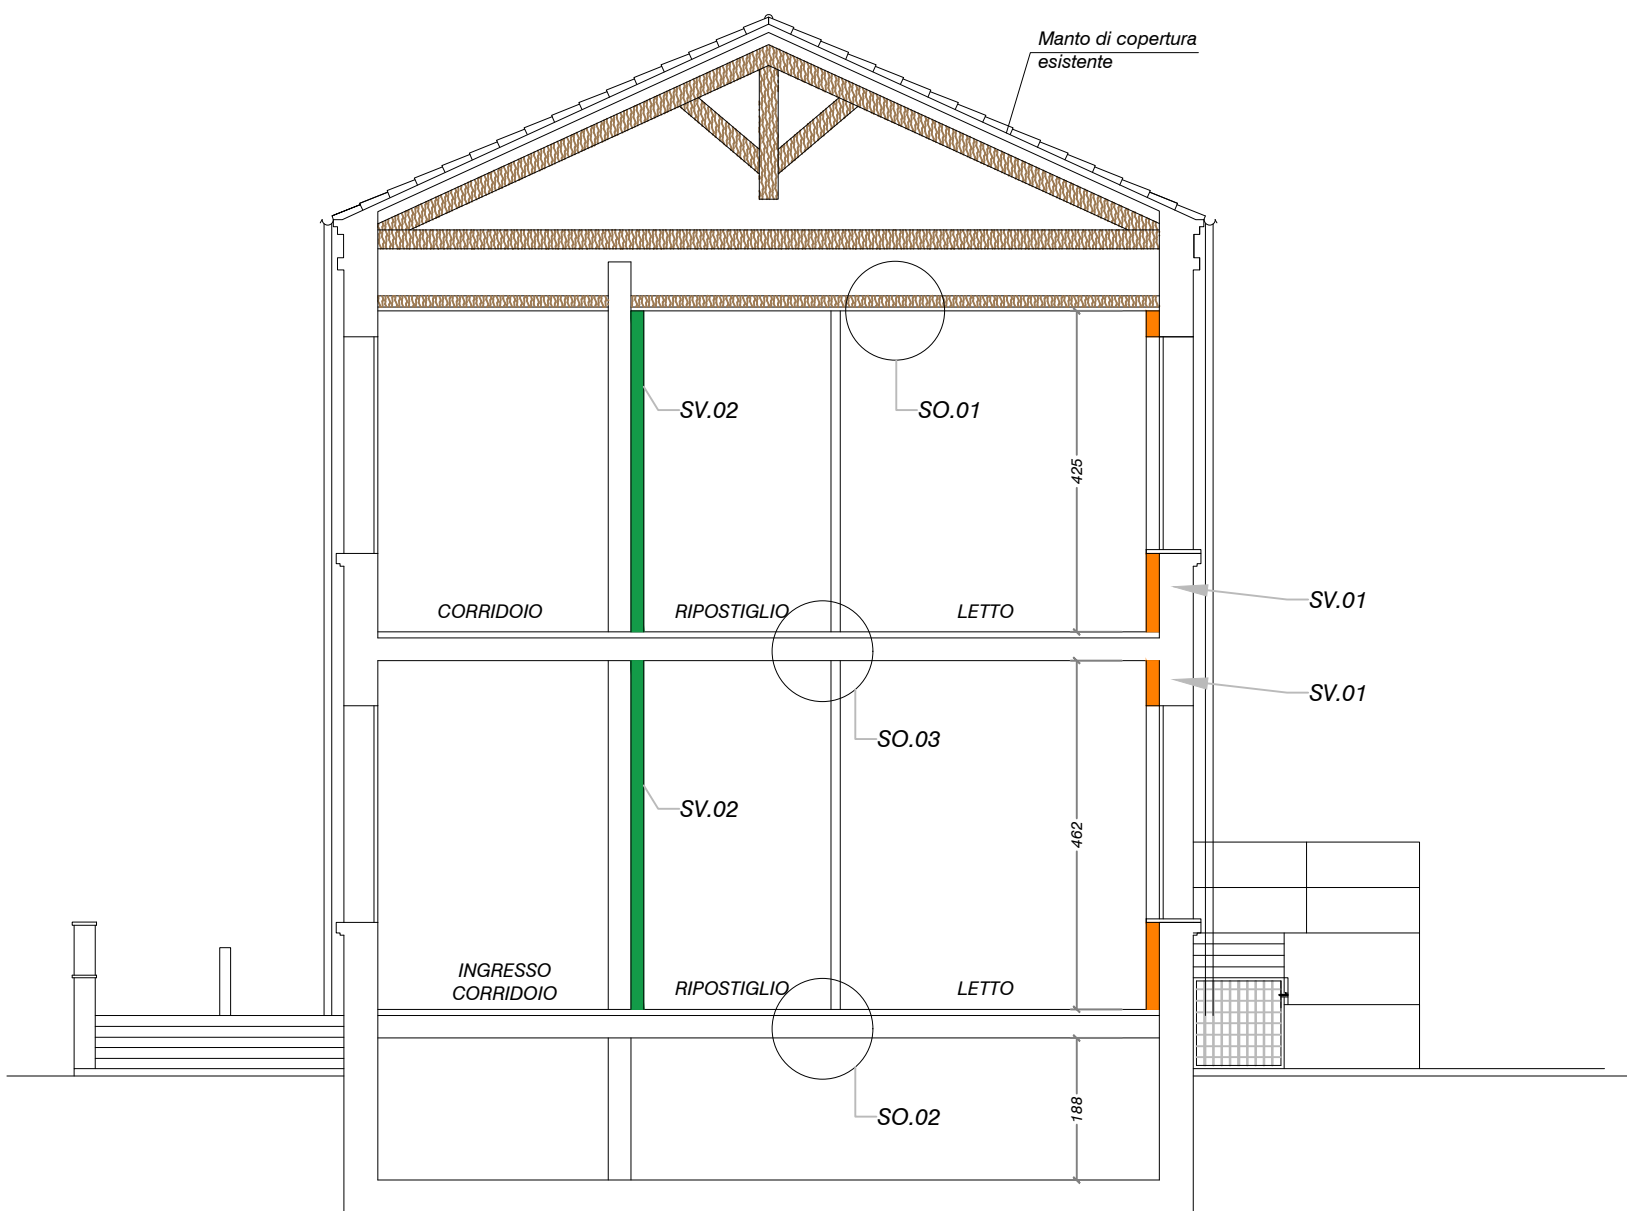 Manto di copertura
esistente
SV.02
SO.01
425
CORRIDOIO
RIPOSTIGLIO
LETTO
SV.01
SV.01
SO.03
SV.02
462
INGRESSO
CORRIDOIO
RIPOSTIGLIO
LETTO
SO.02
188